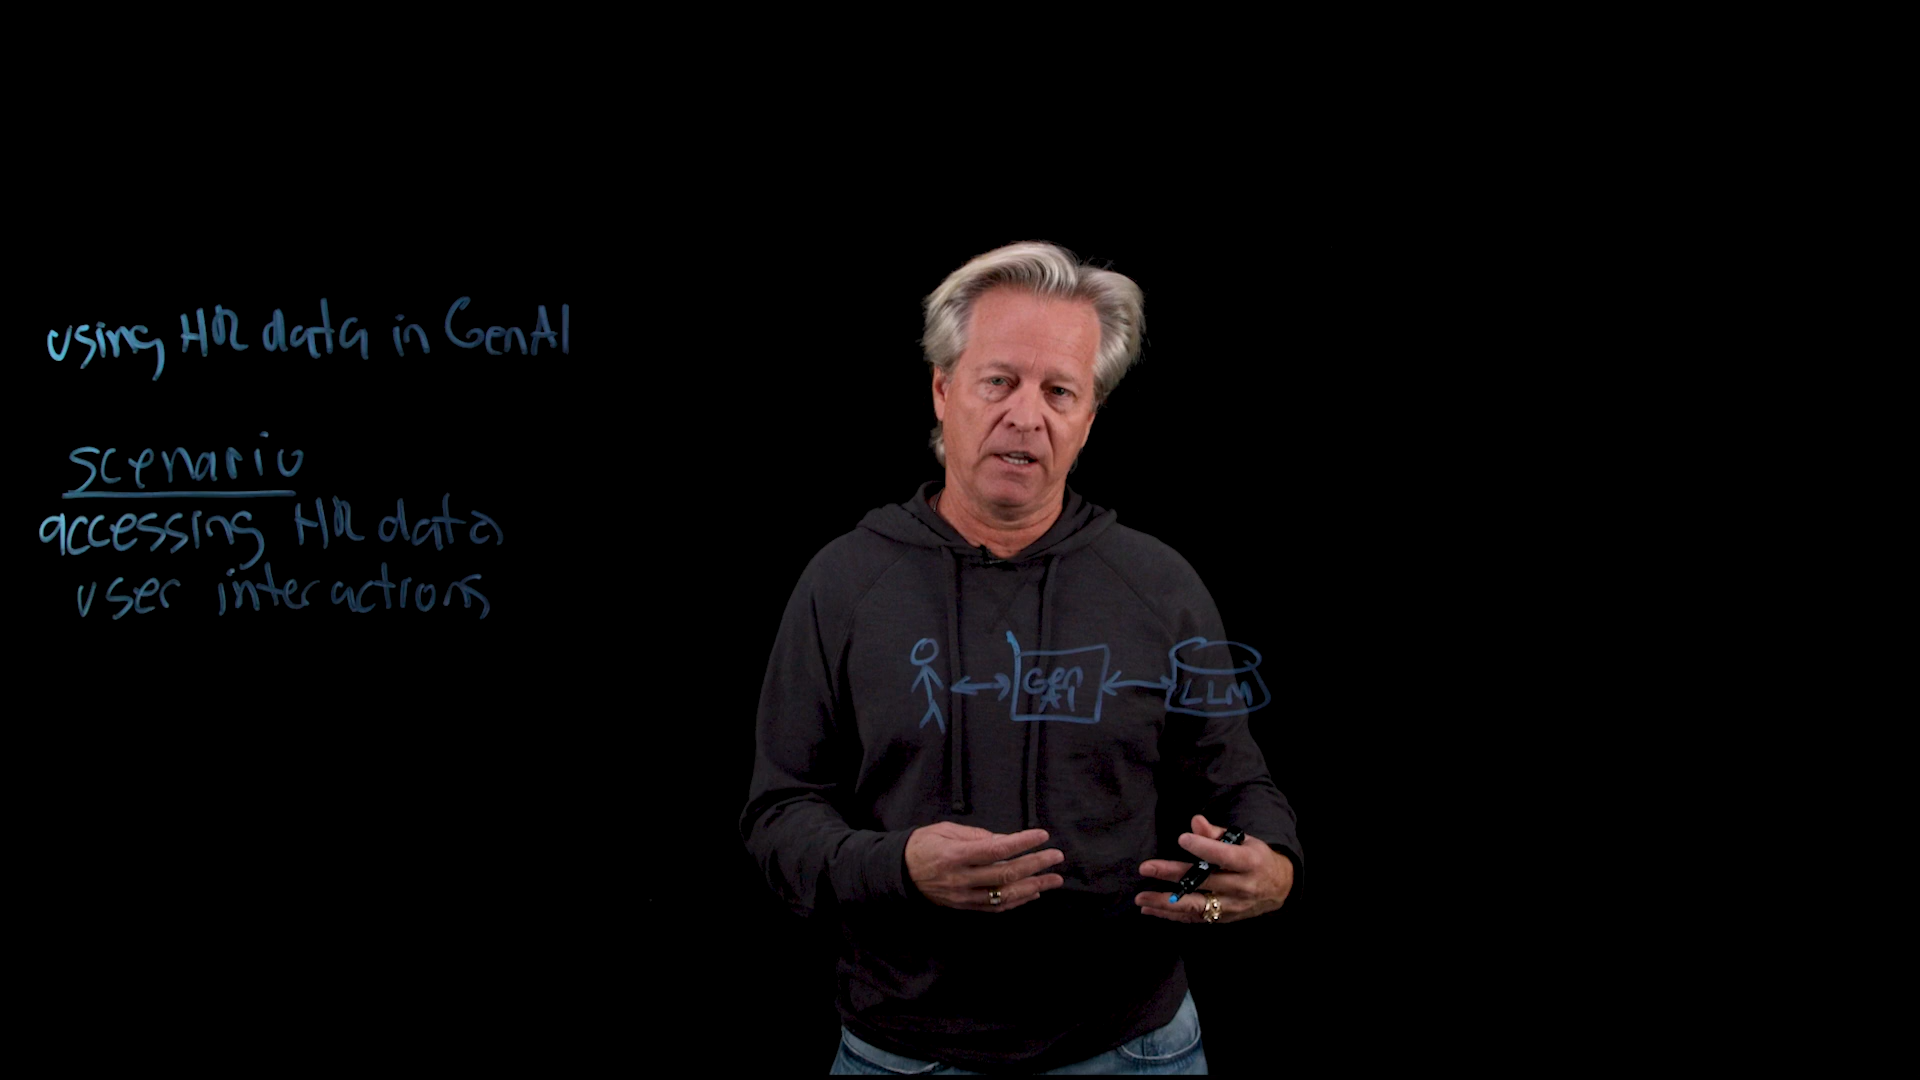 using HR data in GenAI
scenario
accessing HR data
user interactions
Gen
AI
LLM